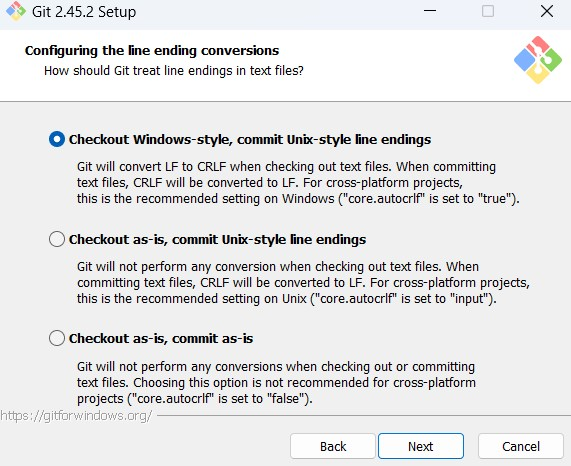 Git 2.45.2 Setup
Configuring the line ending conversions
How should Git treat line endings in text files?
Checkout Windows-style, commit Unix-style line endings
Git will convert LF to CRLF when checking out text files. When committing
text files, CRLF will be converted to LF. For cross-platform projects,
this is the recommended setting on Windows ("core.autocrlf" is set to "true").
Checkout as-is, commit Unix-style line endings
Git will not perform any conversion when checking out text files. When
committing text files, CRLF will be converted to LF. For cross-platform projects,
this is the recommended setting on Unix ("core.autocrlf" is set to "input").
Checkout as-is, commit as-is
Git will not perform any conversions when checking out or committing
text files. Choosing this option is not recommended for cross-platform
projects ("core.autocrlf" is set to "false").
https://gitforwindows.org/
Back
Next
Cancel